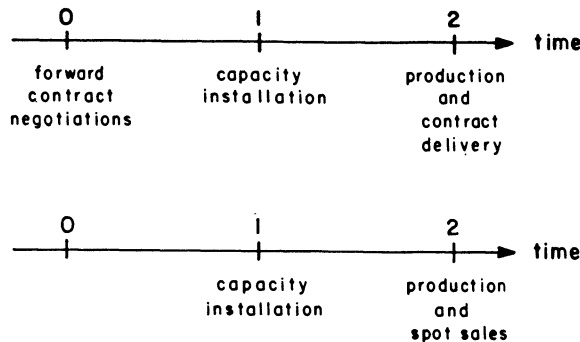 0 1 2
time
forward capacity production
contract installation and
negotiations contract
delivery
0 1 2
time
capacity production
installation and
spot sales